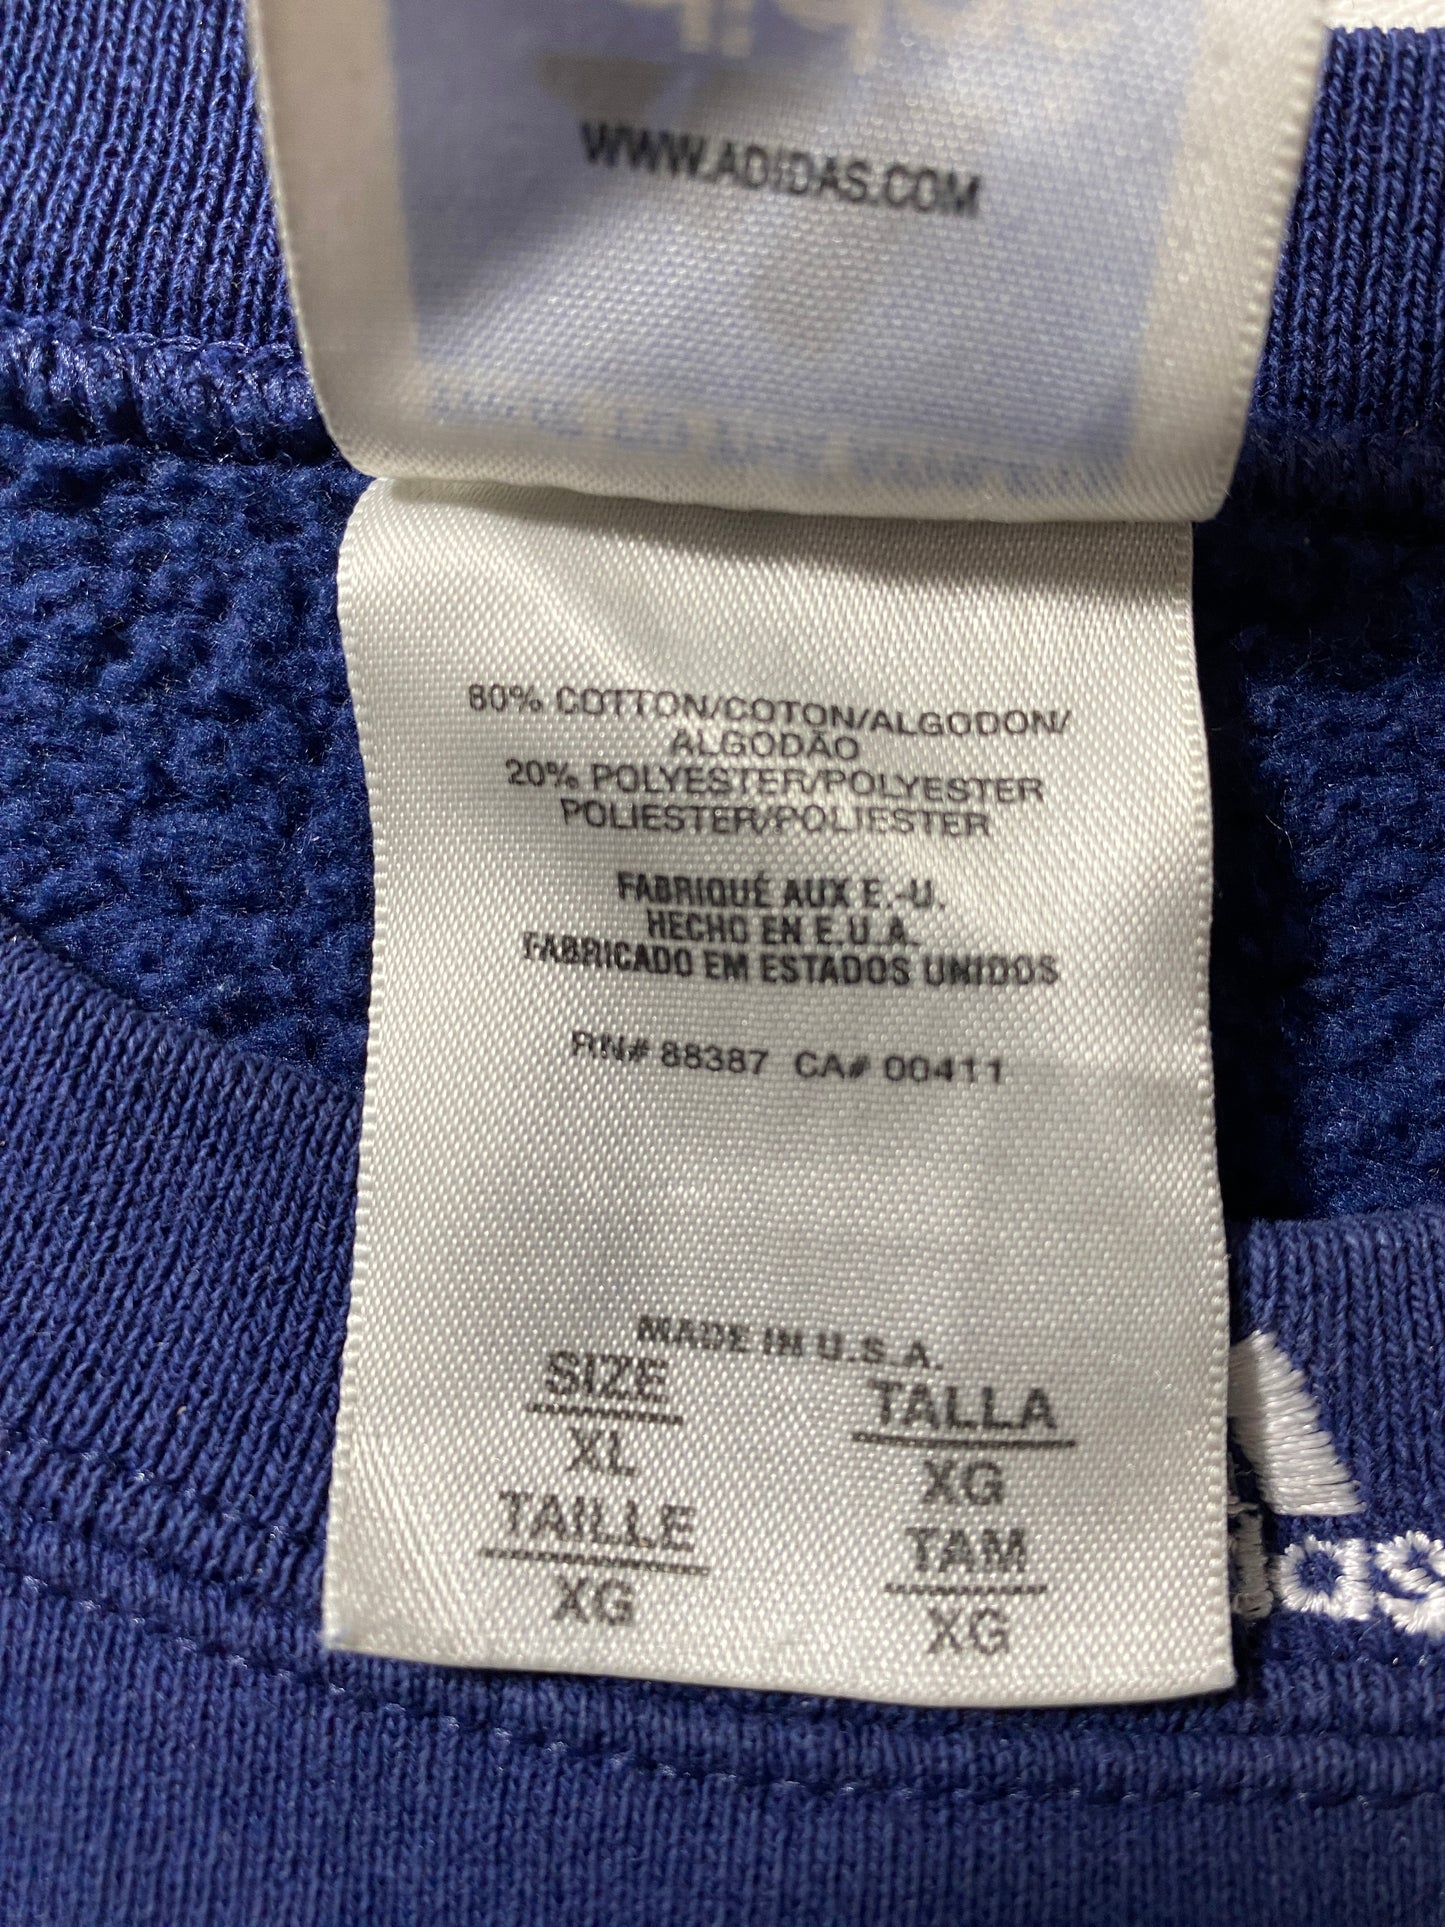 WWW.ADIDAS.COM
80% COTTON/COTON/ALGODON/
ALGODÃO
20% POLYESTER/POLYESTER
POLIESTER/POLIESTER
FABRIQUÉ AUX E.-U.
HECHO EN E.U.A.
FABRICADO EM ESTADOS UNIDOS
RN# 88387 CA# 00411
MADE IN U.S.A.
SIZE TALLA
XL XG
TAILLE TAM
XG XG